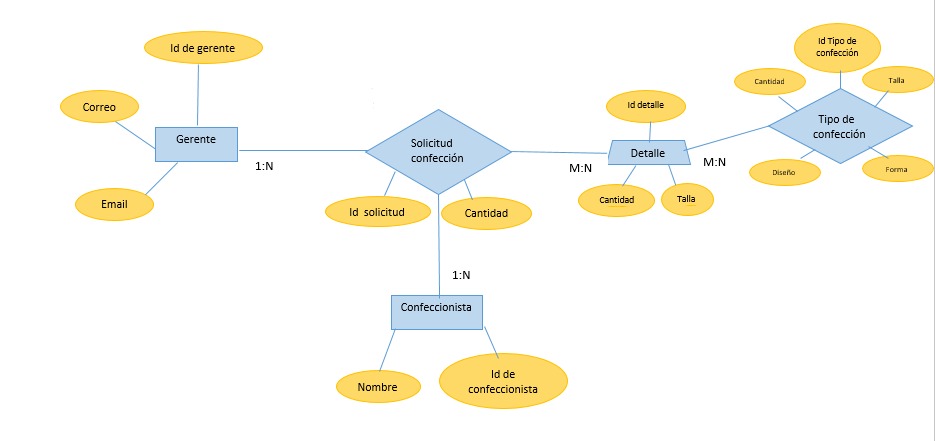 Id de gerente
Correo
Gerente
Email
1:N
Solicitud
confección
Id solicitud
Cantidad
1:N
Confeccionista
Nombre
Id de
confeccionista
M:N
Id detalle
Detalle
Cantidad
Talla
M:N
Id Tipo de
confección
Cantidad
Talla
Tipo de
confección
Diseño
Forma